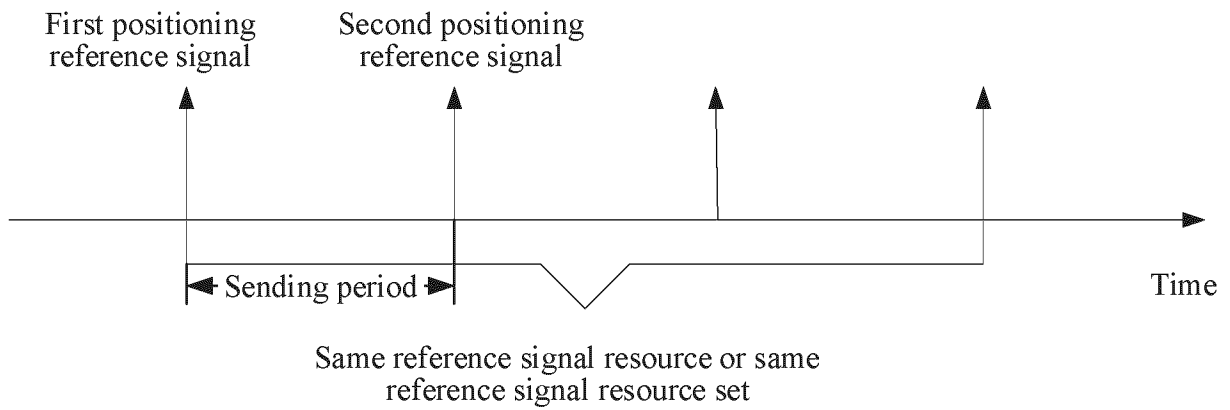 First positioning
reference signal
Second positioning
reference signal
Sending period
Time
Same reference signal resource or same
reference signal resource set